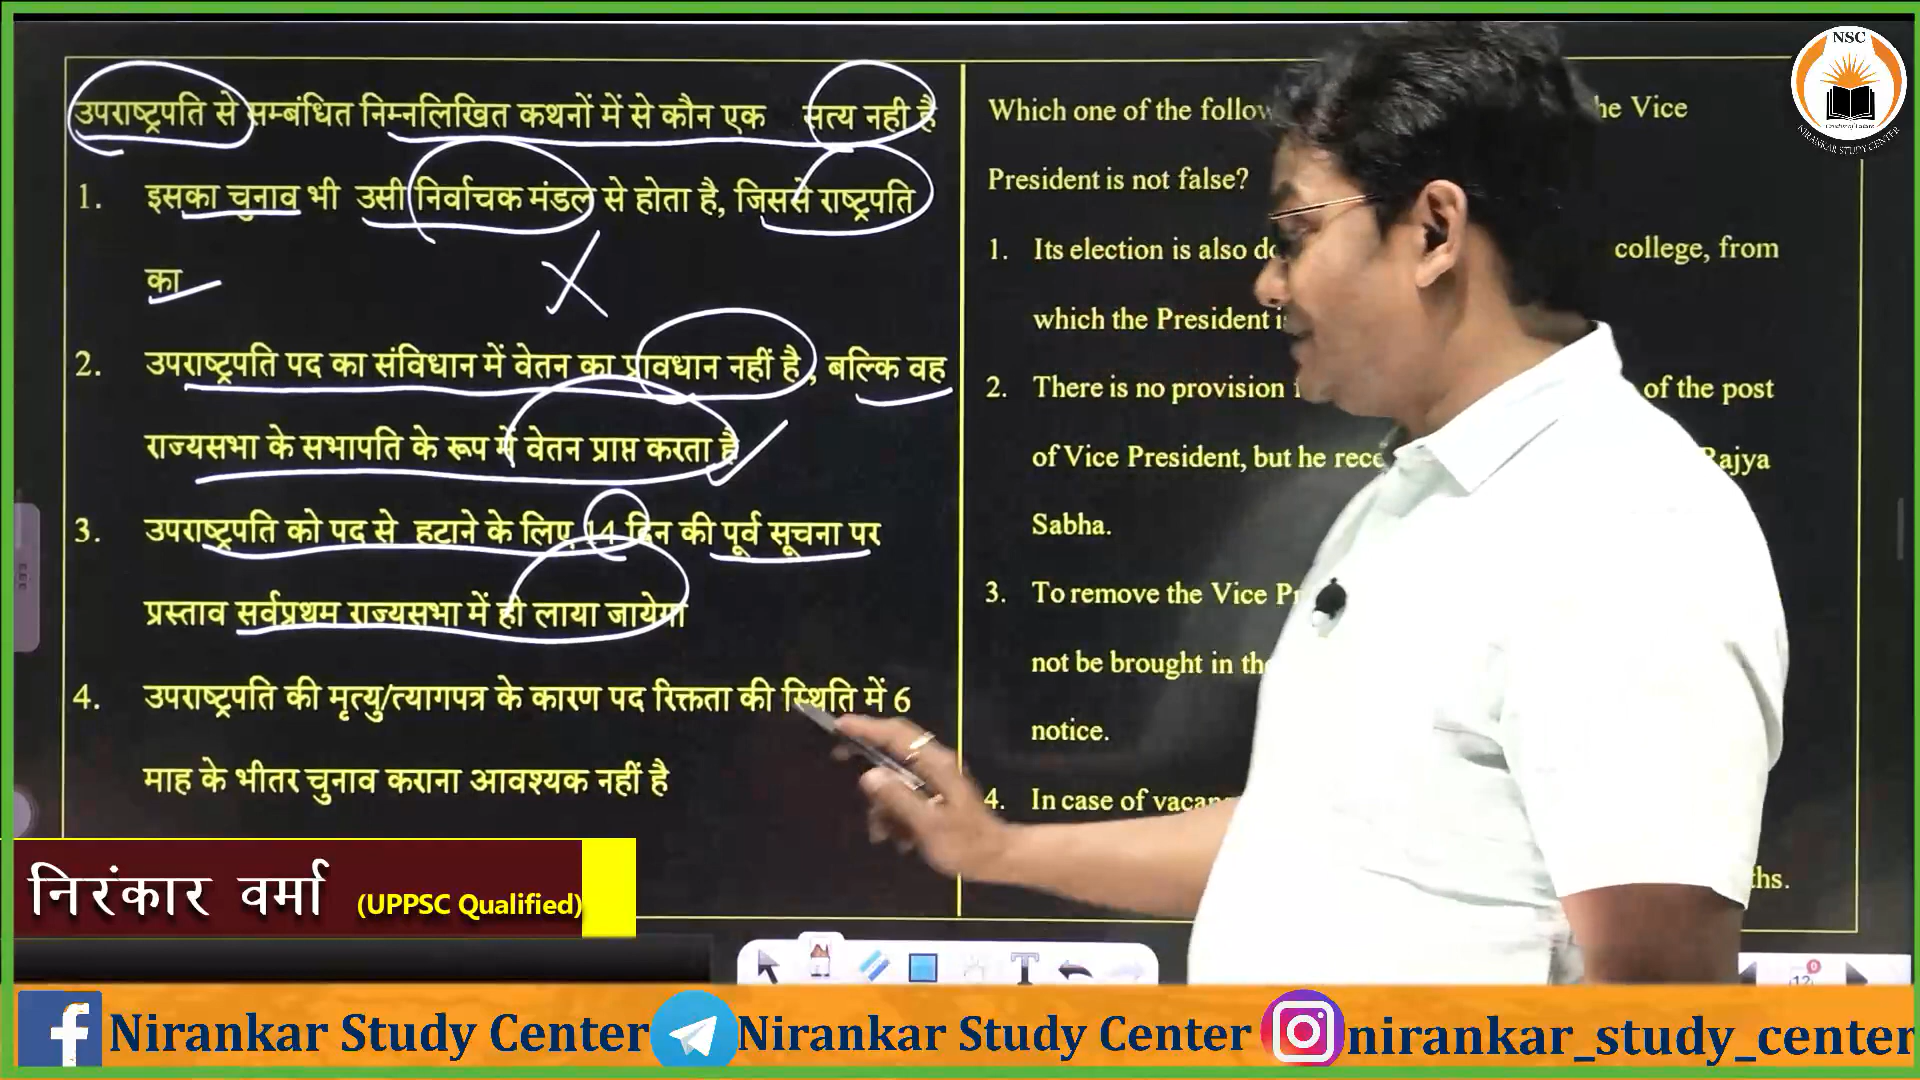 उपराष्ट्रपति से सम्बंधित निम्नलिखित कथनों में से कौन एक सत्य नही है
1. इसका चुनाव भी उसी निर्वाचक मंडल से होता है, जिससे राष्ट्रपति
का
2. उपराष्ट्रपति पद का संविधान में वेतन का प्रावधान नहीं है, बल्कि वह
राज्यसभा के सभापति के रूप में वेतन प्राप्त करता है
3. उपराष्ट्रपति को पद से हटाने के लिए 14 दिन की पूर्व सूचना पर
प्रस्ताव सर्वप्रथम राज्यसभा में ही लाया जायेगा
4. उपराष्ट्रपति की मृत्यु/त्यागपत्र के कारण पद रिक्तता की स्थिति में 6
माह के भीतर चुनाव कराना आवश्यक नहीं है
Which one of the Vice
President is not false?
1. Its election is also college, from
which the President
2. There is no provision of the post
of Vice President, but he Rajya
Sabha.
3. To remove the Vice
not be brought in
notice.
4. In case of
NSC
NIRANKAR STUDY CENTER
निरंकार वर्मा (UPPSC Qualified)
T
12
0
f Nirankar Study Center Nirankar Study Center nirankar_study_center